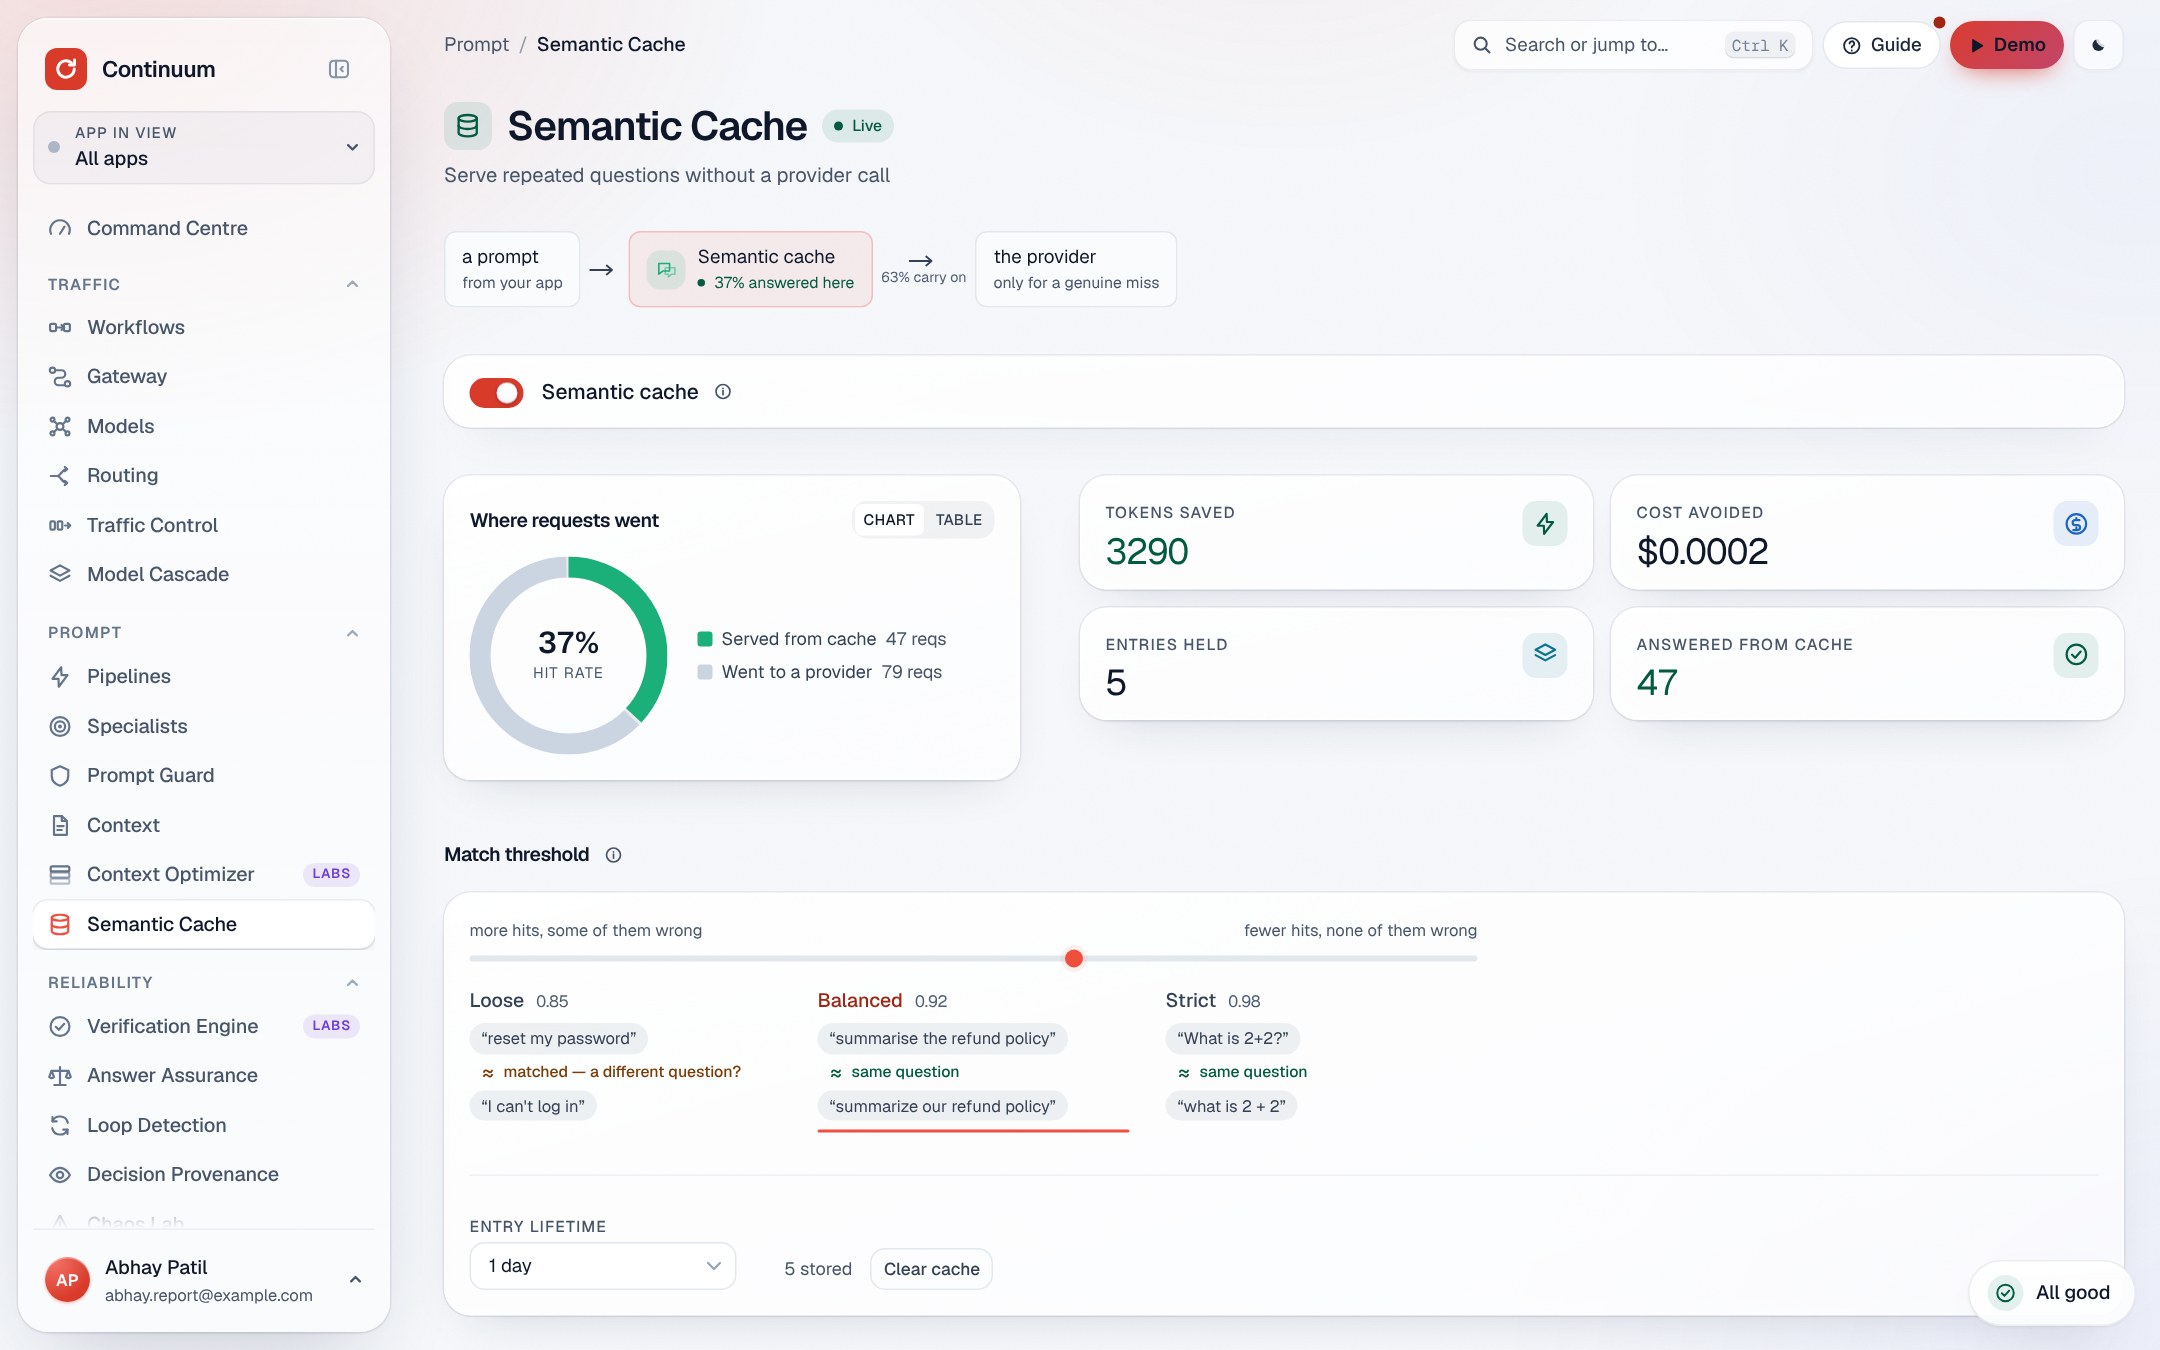 Continuum
APP IN VIEW
All apps
Command Centre
TRAFFIC
Workflows
Gateway
Models
Routing
Traffic Control
Model Cascade
PROMPT
Pipelines
Specialists
Prompt Guard
Context
Context Optimizer LABS
Semantic Cache
RELIABILITY
Verification Engine LABS
Answer Assurance
Loop Detection
Decision Provenance
Chaos Lab
AP
Abhay Patil
abhay.report@example.com
Prompt / Semantic Cache
Search or jump to... Ctrl K
Guide
Demo
Semantic Cache
Live
Serve repeated questions without a provider call
a prompt
from your app
→
Semantic cache
37% answered here
→
63% carry on
the provider
only for a genuine miss
Semantic cache
Where requests went
CHART TABLE
37%
HIT RATE
Served from cache 47 reqs
Went to a provider 79 reqs
TOKENS SAVED
3290
COST AVOIDED
$0.0002
ENTRIES HELD
5
ANSWERED FROM CACHE
47
Match threshold
more hits, some of them wrong
fewer hits, none of them wrong
Loose 0.85
“reset my password”
≈ matched — a different question?
“I can't log in”
Balanced 0.92
“summarise the refund policy”
≈ same question
“summarize our refund policy”
Strict 0.98
“What is 2+2?”
≈ same question
“what is 2 + 2”
ENTRY LIFETIME
1 day
5 stored
Clear cache
All good